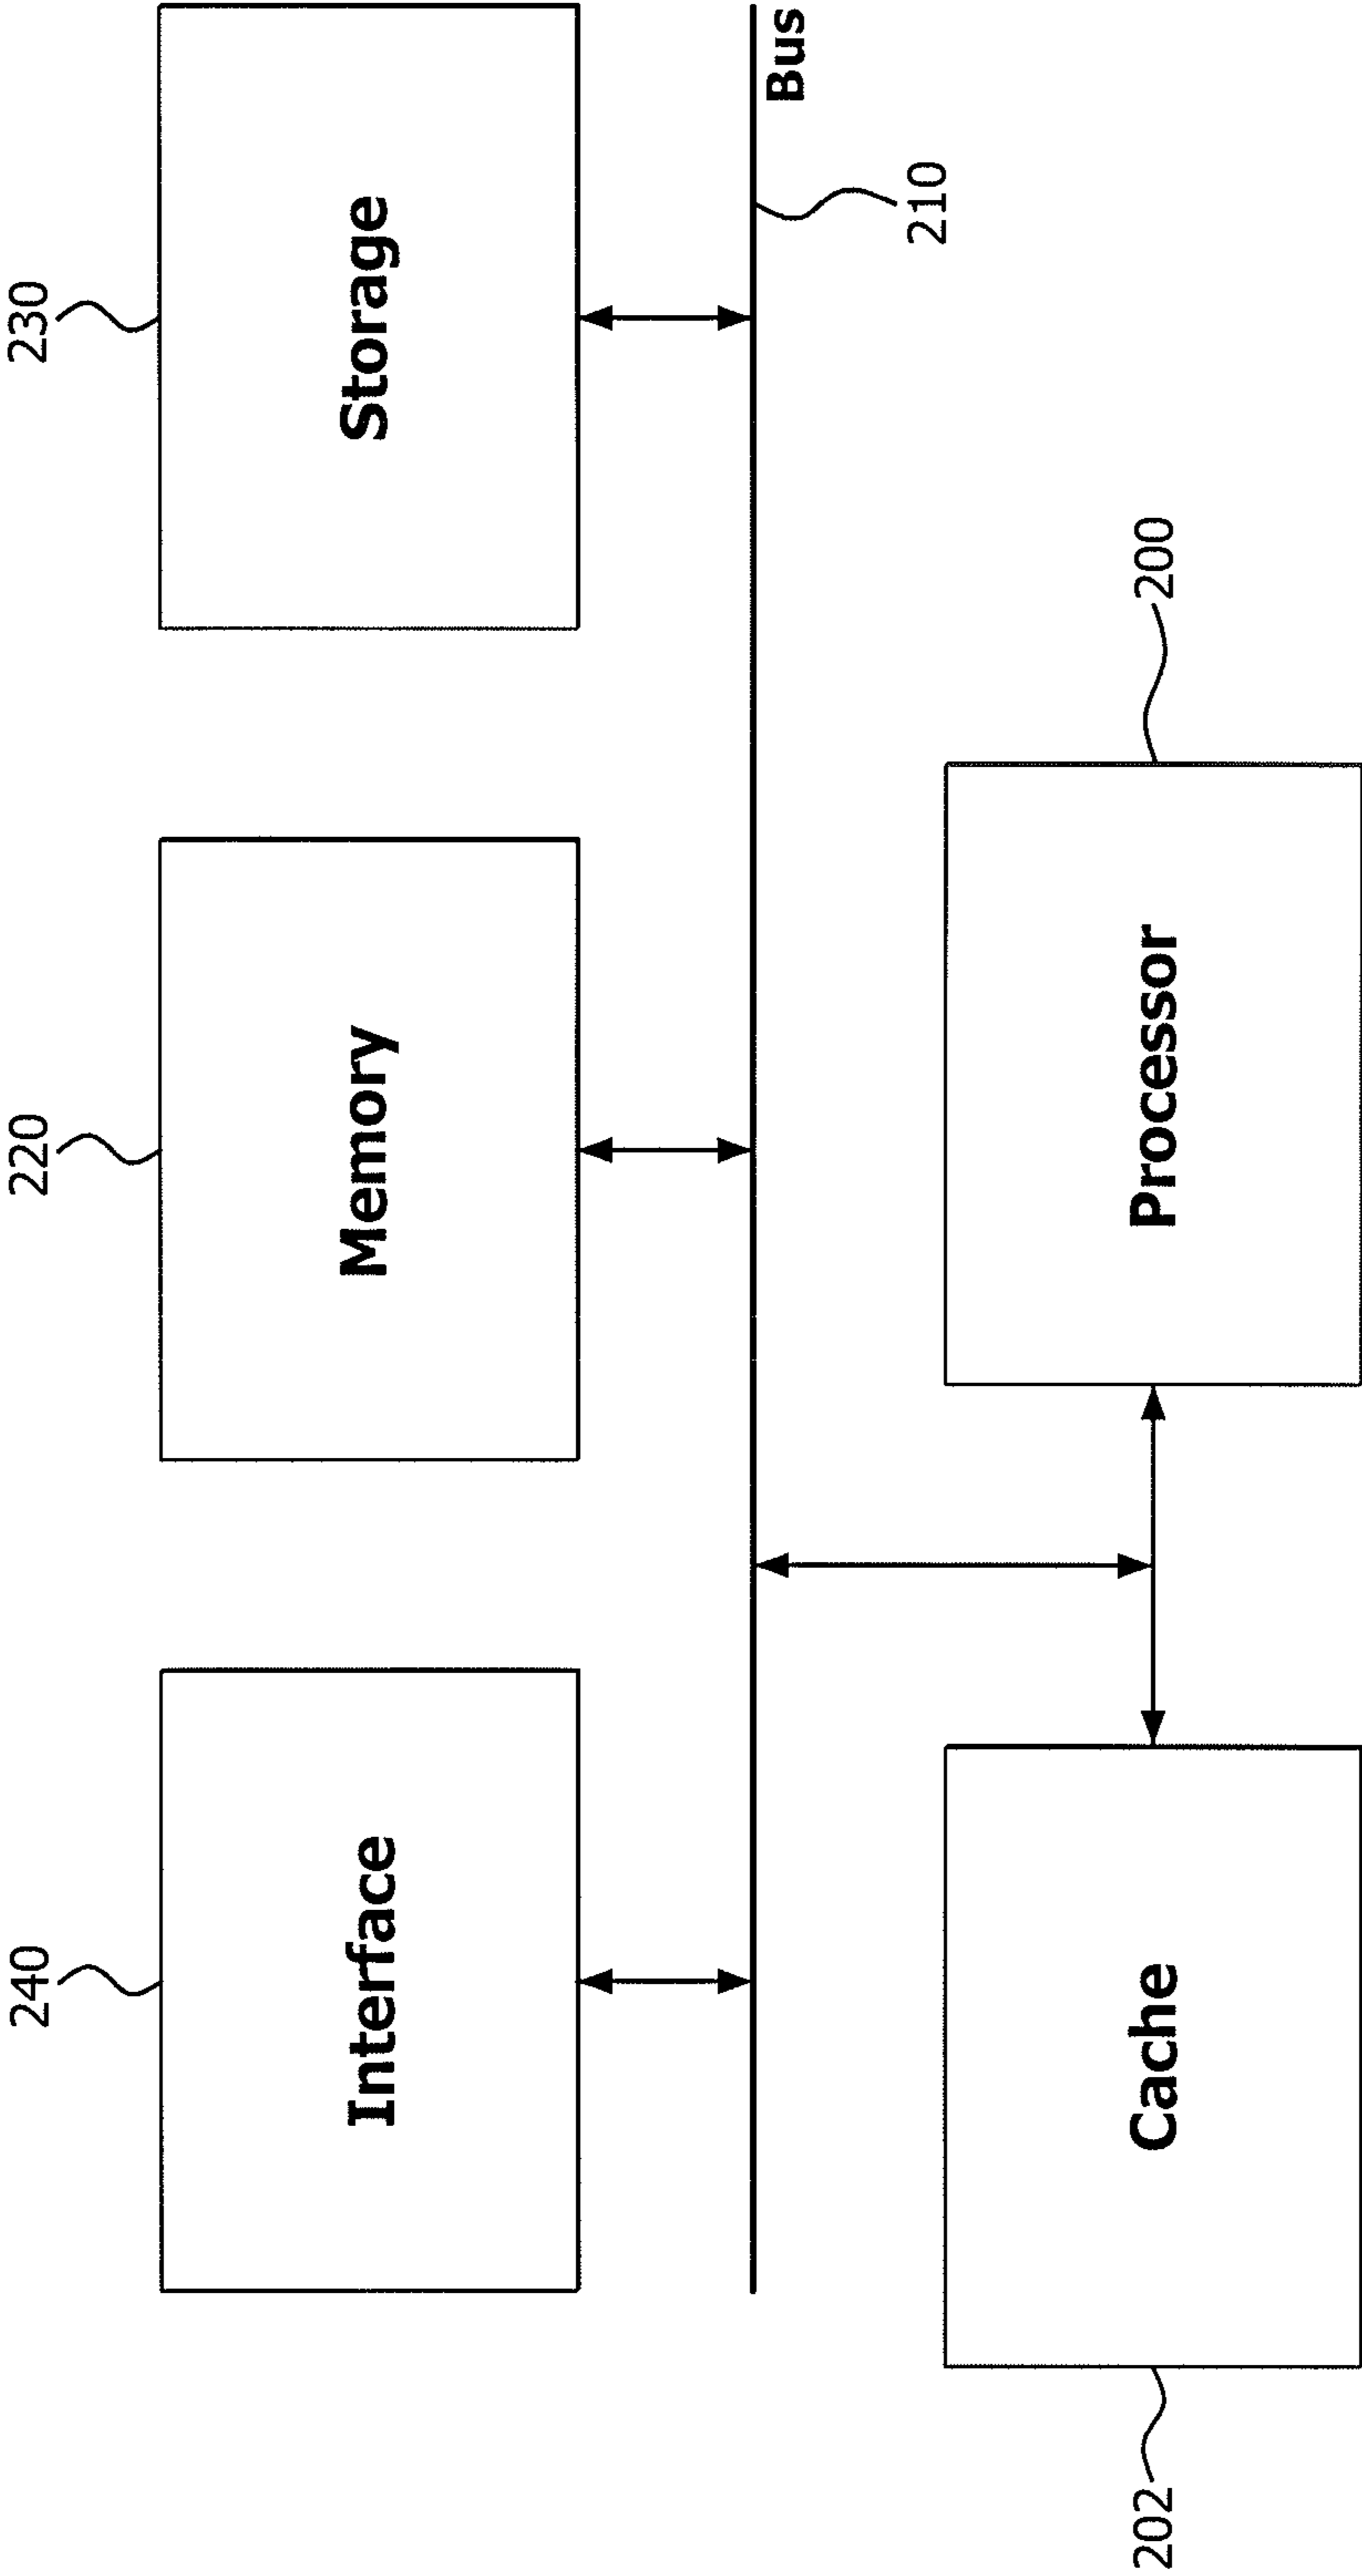 240
220
230
Interface
Memory
Storage
Bus
210
202
Cache
Processor
200